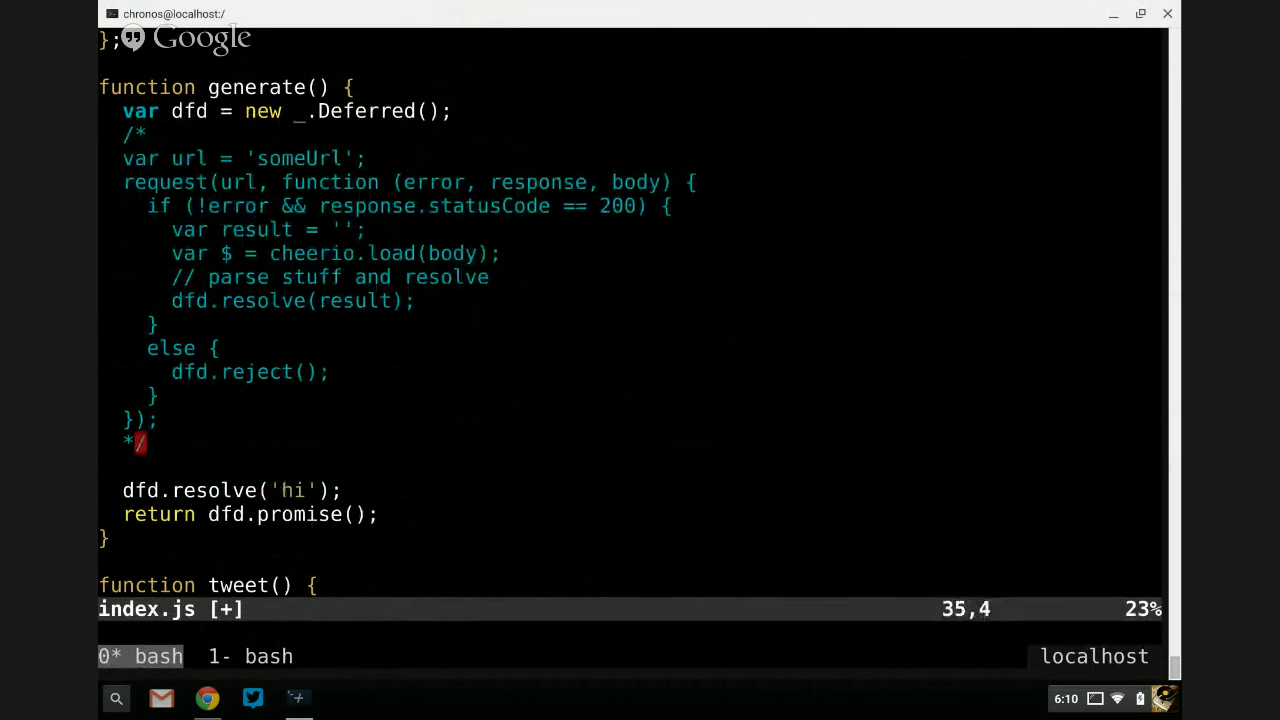 chronos@localhost:/
}; Google
function generate() {
var dfd = new _.Deferred();
/*
var url = 'someUrl';
request(url, function (error, response, body) {
if (!error && response.statusCode == 200) {
var result = '';
var $ = cheerio.load(body);
// parse stuff and resolve
dfd.resolve(result);
}
else {
dfd.reject();
}
});
*/
dfd.resolve('hi');
return dfd.promise();
}
function tweet() {
index.js [+] 35,4 23%
0* bash 1- bash localhost
6:10